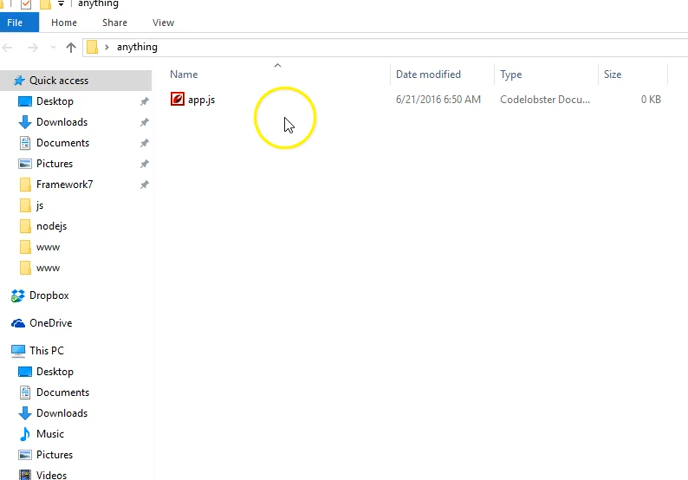 anything
File Home Share View
anything
Name Date modified Type Size
app.js 6/21/2016 6:50 AM Codelobster Docu... 0 KB
Quick access
Desktop
Downloads
Documents
Pictures
Framework7
js
nodejs
www
www
Dropbox
OneDrive
This PC
Desktop
Documents
Downloads
Music
Pictures
Videos